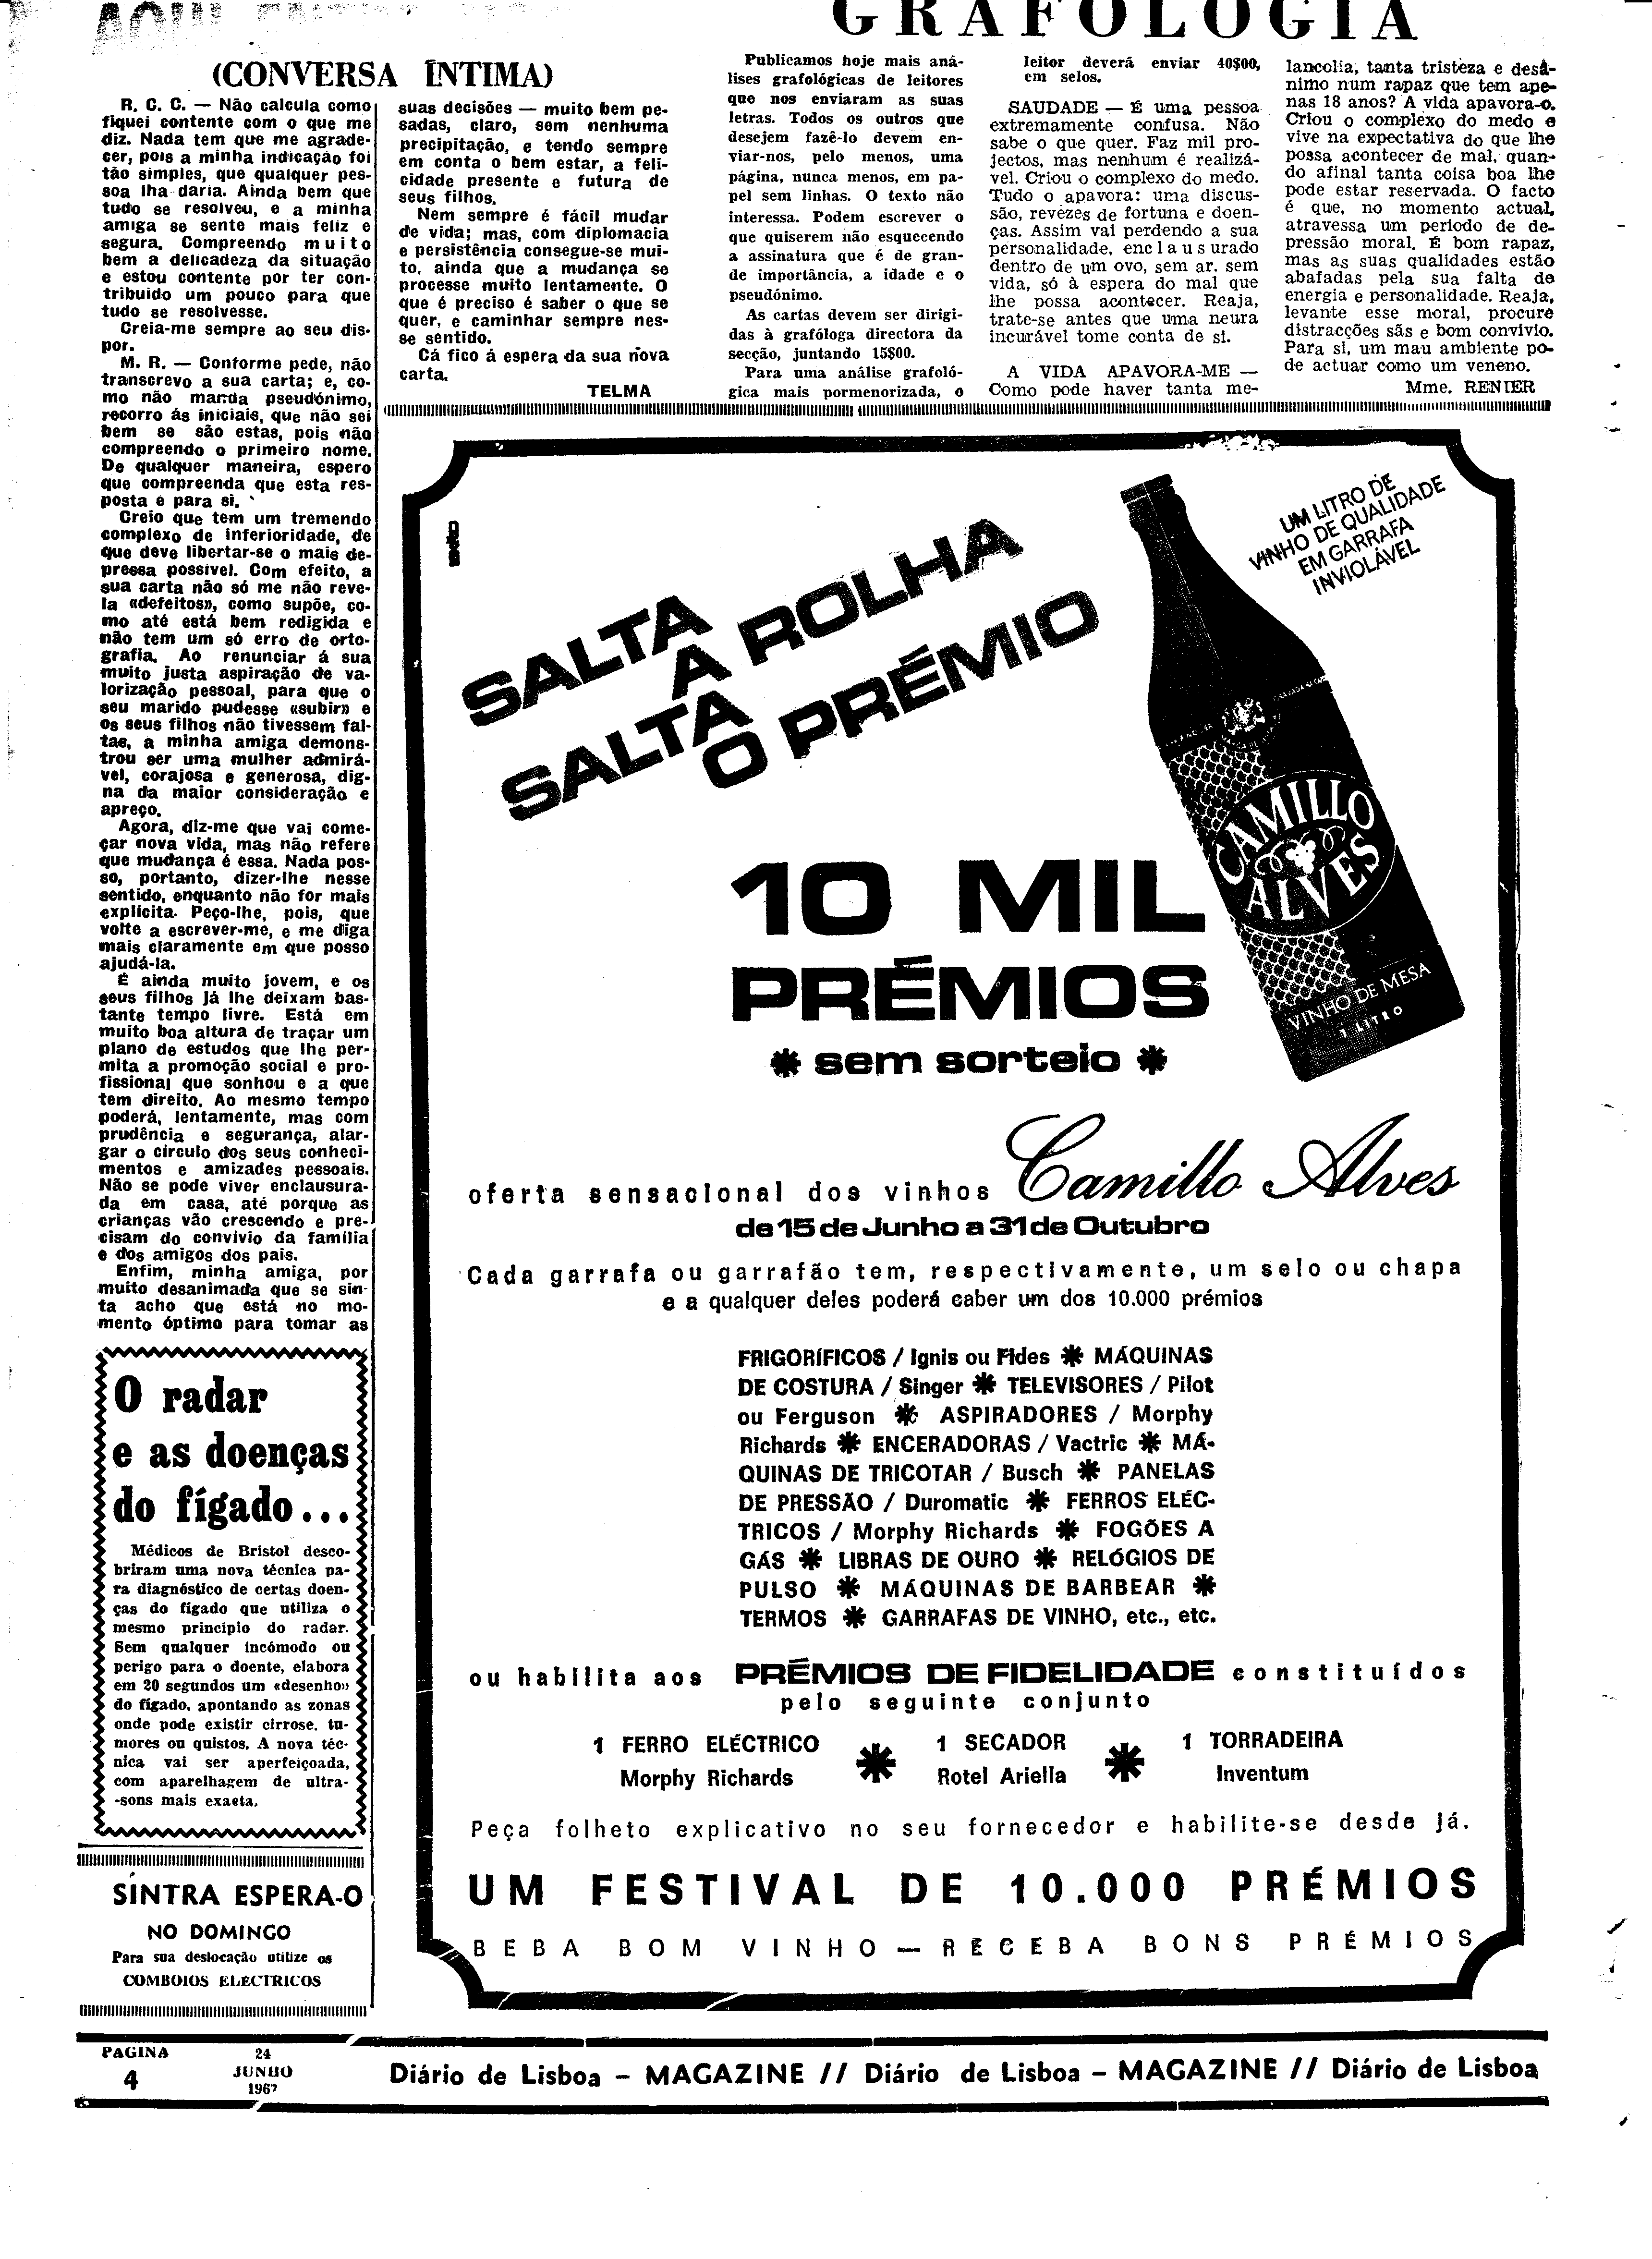 GRAFOLOGIA
(CONVERSA ÍNTIMA)
R. C. C. — Não calcula como
fiquei contente com o que me
diz. Nada tem que me agrade-
cer, pois a minha indicação foi
tão simples, que qualquer pes-
soa lha daria. Ainda bem que
tudo se resolveu, e a minha
amiga se sente mais feliz e
segura. Compreendo muito
bem a delicadeza da situação
e estou contente por ter con-
tribuido um pouco para que
tudo se resolvesse.
Creia-me sempre ao seu dis-
por.
M. R. — Conforme pede, não
transcrevo a sua carta; e, co-
mo não manda pseudónimo,
recorro ás iniciais, que não sei
bem se são estas, pois não
compreendo o primeiro nome.
De qualquer maneira, espero
que compreenda que esta res-
posta e para si.
Creio que tem um tremendo
complexo de inferioridade, de
que deve libertar-se o mais de-
pressa possível. Com efeito, a
sua carta não só me não reve-
la «defeitos», como supõe, co-
mo até está bem redigida e
não tem um só erro de orto-
grafia. Ao renunciar á sua
muito justa aspiração de va-
lorização pessoal, para que o
seu marido pudesse «subir» e
os seus filhos não tivessem fal-
tas, a minha amiga demons-
trou ser uma mulher admirá-
vel, corajosa e generosa, dig-
na da maior consideração e
apreço.
Agora, diz-me que vai come-
çar nova vida, mas não refere
que mudança é essa. Nada pos-
so, portanto, dizer-lhe nesse
sentido, enquanto não for mais
explícita. Peço-lhe, pois, que
volte a escrever-me, e me diga
mais claramente em que posso
ajudá-la.
É ainda muito jovem, e os
seus filhos já lhe deixam bas-
tante tempo livre. Está em
muito boa altura de traçar um
plano de estudos que lhe per-
mita a promoção social e pro-
fissional que sonhou e a que
tem direito. Ao mesmo tempo
poderá, lentamente, mas com
prudência e segurança, alar-
gar o círculo dos seus conheci-
mentos e amizades pessoais.
Não se pode viver enclausura-
da em casa, até porque as
crianças vão crescendo e pre-
cisam do convívio da família
e dos amigos dos pais.
Enfim, minha amiga, por
muito desanimada que se sin-
ta acho que está no mo-
mento óptimo para tomar as
suas decisões — muito bem pe-
sadas, claro, sem nenhuma
precipitação, e tendo sempre
em conta o bem estar, a feli-
cidade presente e futura de
seus filhos.
Nem sempre é fácil mudar
de vida; mas, com diplomacia
e persistência consegue-se mui-
to, ainda que a mudança se
processe muito lentamente. O
que é preciso é saber o que se
quer, e caminhar sempre nes-
se sentido.
Cá fico á espera da sua nova
carta.
TELMA
Publicamos hoje mais aná-
lises grafológicas de leitores
que nos enviaram as suas
letras. Todos os outros que
desejem fazê-lo devem en-
viar-nos, pelo menos, uma
página, nunca menos, em pa-
pel sem linhas. O texto não
interessa. Podem escrever o
que quiserem não esquecendo
a assinatura que é de gran-
de importância, a idade e o
pseudónimo.
As cartas devem ser dirigi-
das à grafóloga directora da
secção, juntando 15$00.
Para uma análise grafoló-
gica mais pormenorizada, o
leitor deverá enviar 40$00,
em selos.
SAUDADE — É uma pessoa
extremamente confusa. Não
sabe o que quer. Faz mil pro-
jectos, mas nenhum é realizá-
vel. Criou o complexo do medo.
Tudo o apavora: uma discus-
são, revezes de fortuna e doen-
ças. Assim vai perdendo a sua
personalidade, enclausurado
dentro de um ovo, sem ar, sem
vida, só à espera do mal que
lhe possa acontecer. Reaja,
trate-se antes que uma neura
incurável tome conta de si.
A VIDA APAVORA-ME —
Como pode haver tanta me-
lancolia, tanta tristeza e desâ-
nimo num rapaz que tem ape-
nas 18 anos? A vida apavora-o.
Criou o complexo do medo e
vive na expectativa do que lhe
possa acontecer de mal, quan-
do afinal tanta coisa boa lhe
pode estar reservada. O facto
é que, no momento actual,
atravessa um período de de-
pressão moral. É bom rapaz,
mas as suas qualidades estão
abafadas pela sua falta de
energia e personalidade. Reaja,
levante esse moral, procure
distracções sãs e bom convívio.
Para si, um mau ambiente po-
de actuar como um veneno.
Mme. RENIER
UM LITRO DE
VINHO DE QUALIDADE
EM GARRAFA
INVIOLÁVEL
SALTA
A ROLHA
SALTA
O PRÉMIO
CAMILLO
ALVES
VINHO DE MESA
1 LITRO
10 MIL
PRÉMIOS
* sem sorteio *
oferta sensacional dos vinhos Camillo Alves
de 15 de Junho a 31 de Outubro
Cada garrafa ou garrafão tem, respectivamente, um selo ou chapa
e a qualquer deles poderá caber um dos 10.000 prémios
FRIGORÍFICOS / Ignis ou Fides * MÁQUINAS
DE COSTURA / Singer * TELEVISORES / Pilot
ou Ferguson * ASPIRADORES / Morphy
Richards * ENCERADORAS / Vactric * MÁ-
QUINAS DE TRICOTAR / Busch * PANELAS
DE PRESSÃO / Duromatic * FERROS ELÉC-
TRICOS / Morphy Richards * FOGÕES A
GÁS * LIBRAS DE OURO * RELÓGIOS DE
PULSO * MÁQUINAS DE BARBEAR *
TERMOS * GARRAFAS DE VINHO, etc., etc.
ou habilita aos PRÉMIOS DE FIDELIDADE constituídos
pelo seguinte conjunto
1 FERRO ELÉCTRICO * 1 SECADOR * 1 TORRADEIRA
Morphy Richards Rotel Ariella Inventum
Peça folheto explicativo no seu fornecedor e habilite-se desde já.
UM FESTIVAL DE 10.000 PRÉMIOS
BEBA BOM VINHO — RECEBA BONS PRÉMIOS
O radar
e as doenças
do fígado...
Médicos de Bristol desco-
briram uma nova técnica pa-
ra diagnóstico de certas doen-
ças do fígado que utiliza o
mesmo princípio do radar.
Sem qualquer incómodo ou
perigo para o doente, elabora
em 20 segundos um «desenho»
do fígado, apontando as zonas
onde pode existir cirrose, tu-
mores ou quistos. A nova téc-
nica vai ser aperfeiçoada,
com aparelhagem de ultra-
-sons mais exacta.
SINTRA ESPERA-O
NO DOMINGO
Para sua deslocação utilize os
COMBOIOS ELÉCTRICOS
PAGINA
4
24
JUNHO
1967
Diário de Lisboa - MAGAZINE // Diário de Lisboa - MAGAZINE // Diário de Lisboa